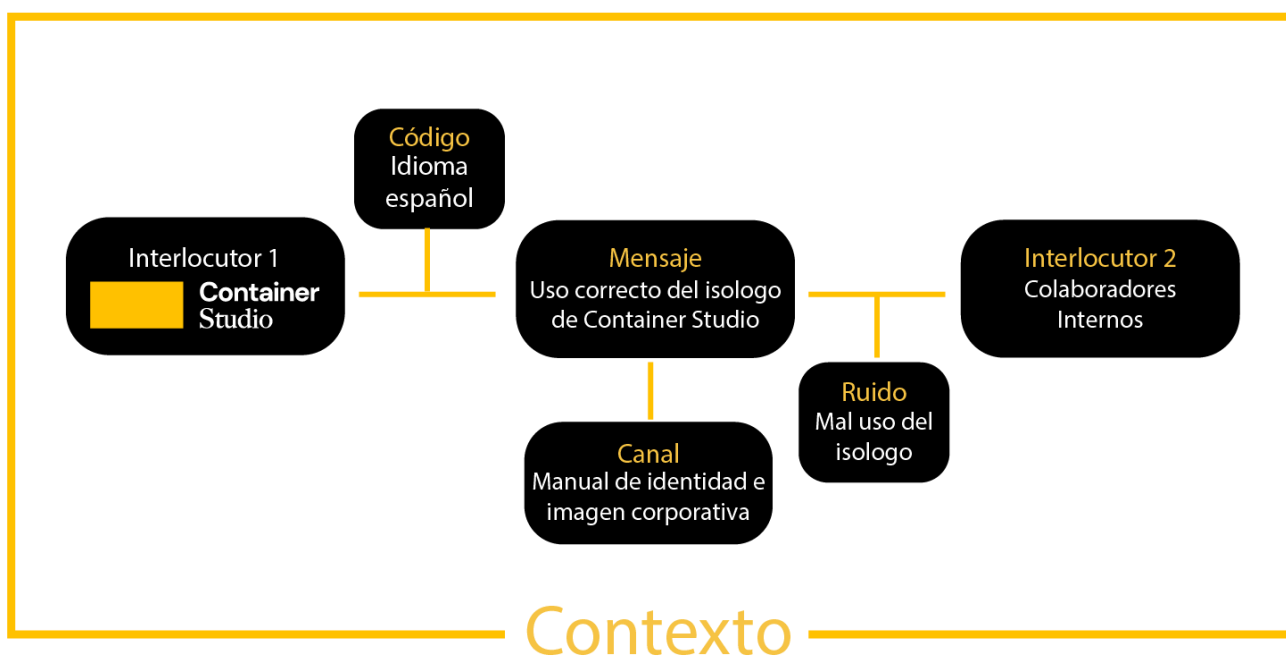 Código
Idioma
español
Interlocutor 1
Container
Studio
Mensaje
Uso correcto del isologo
de Container Studio
Interlocutor 2
Colaboradores
Internos
Ruido
Mal uso del
isologo
Canal
Manual de identidad e
imagen corporativa
Contexto